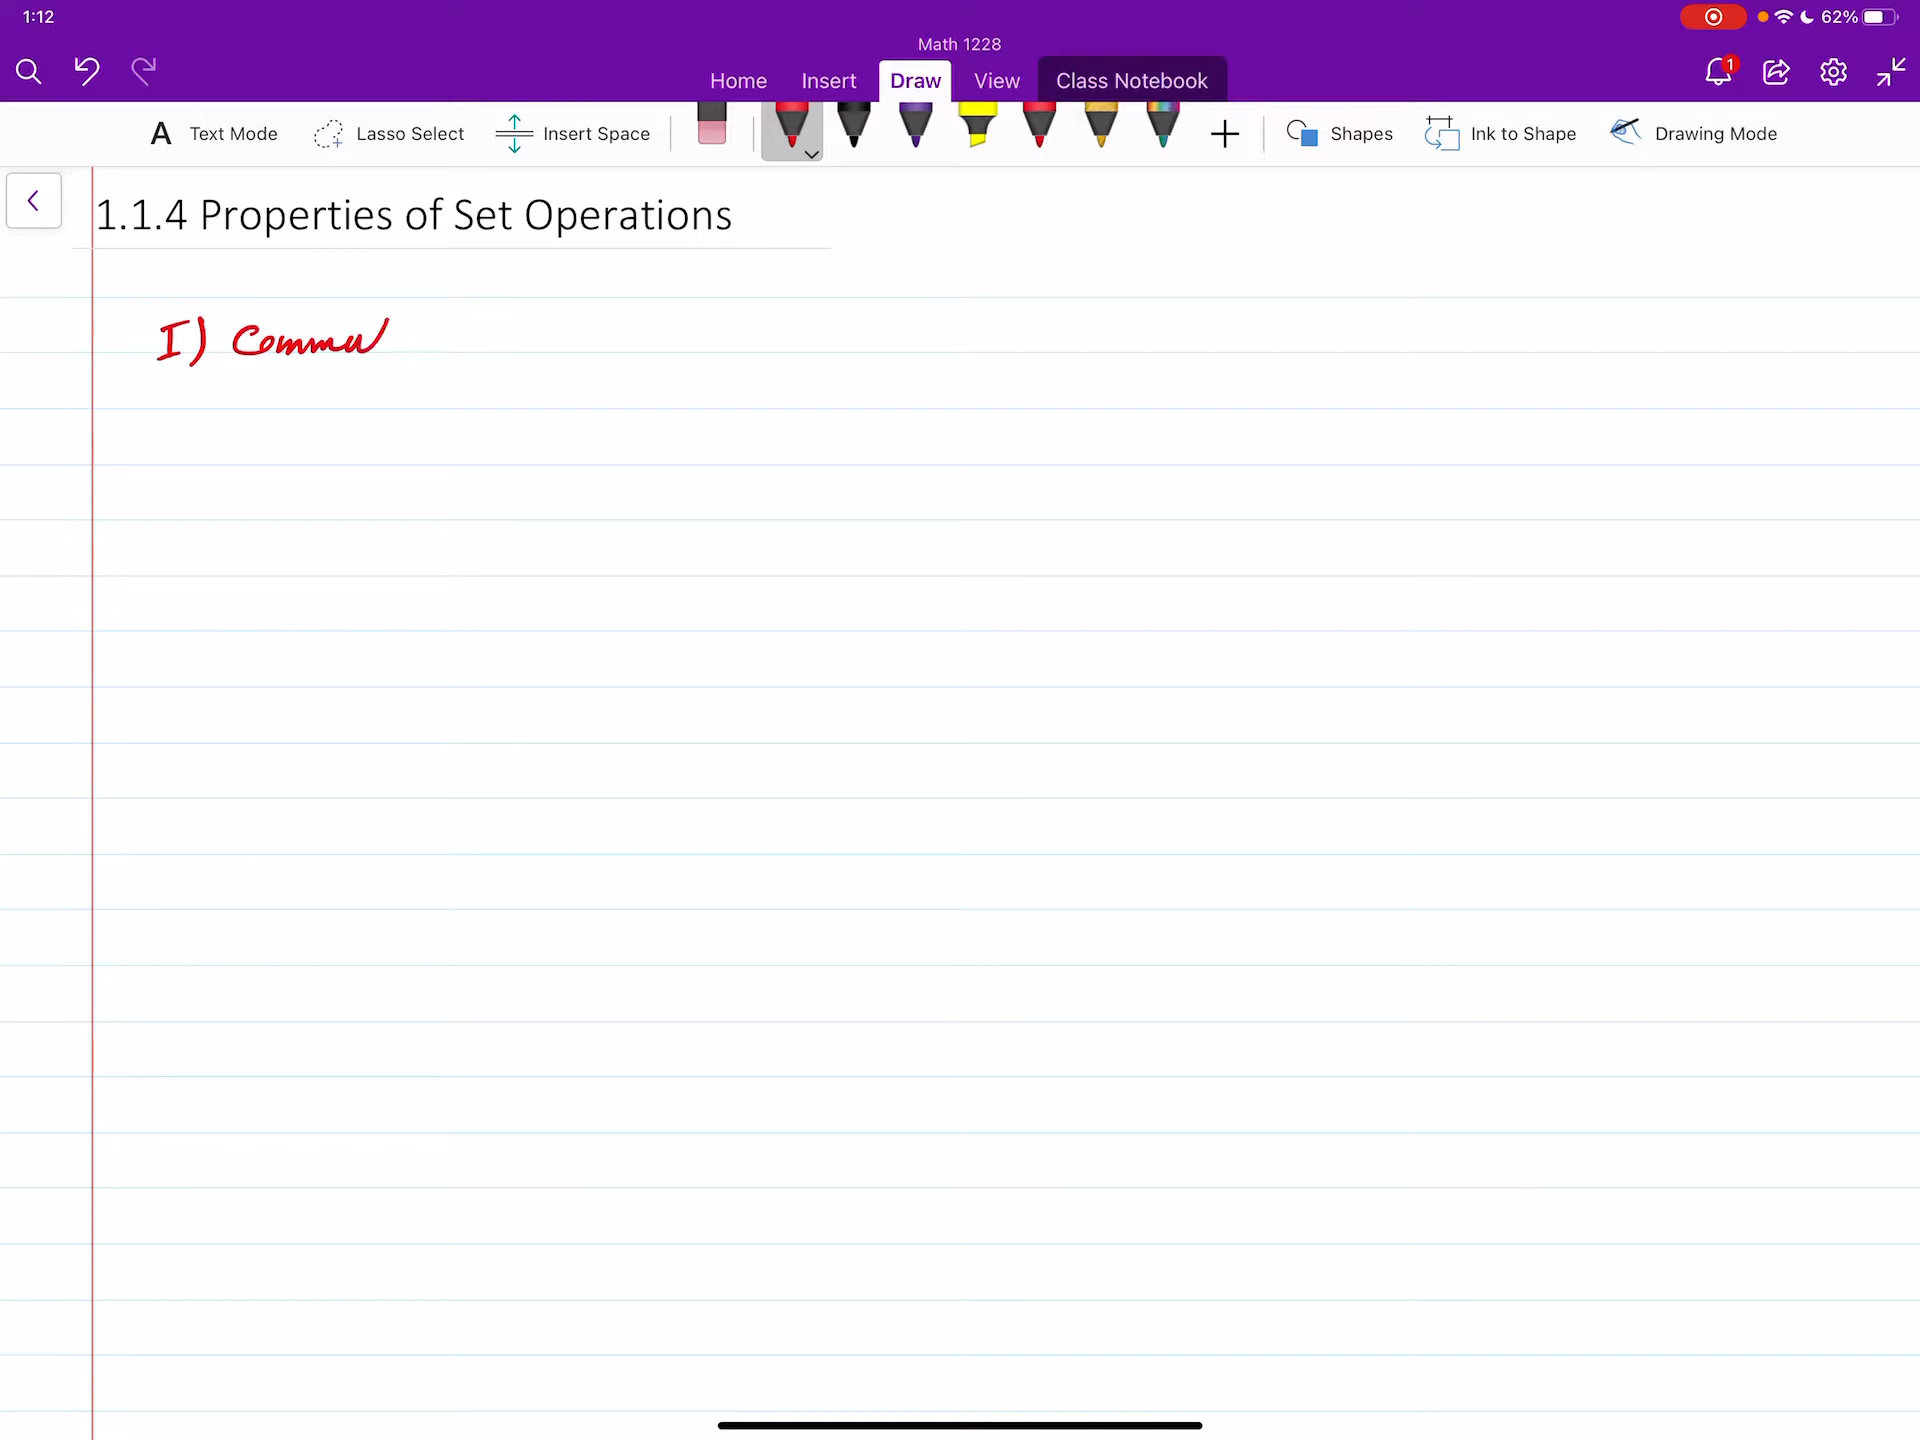 1:12
62%
Math 1228
Home Insert Draw View Class Notebook
1
A Text Mode Lasso Select Insert Space Shapes Ink to Shape Drawing Mode
1.1.4 Properties of Set Operations
I) Commu